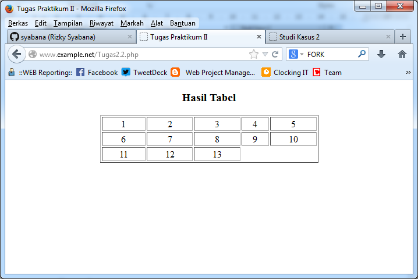 Tugas Praktikum II - Mozilla Firefox
Berkas Edit Tampilan Riwayat Markah Alat Bantuan
syabana (Rizky Syabana) Tugas Praktikum II Studi Kasus 2
www.example.net/Tugas2.2.php FORK
::WEB Reporting:: Facebook TweetDeck Web Project Manage... Clocking IT Team
Hasil Tabel
1 2 3 4 5
6 7 8 9 10
11 12 13